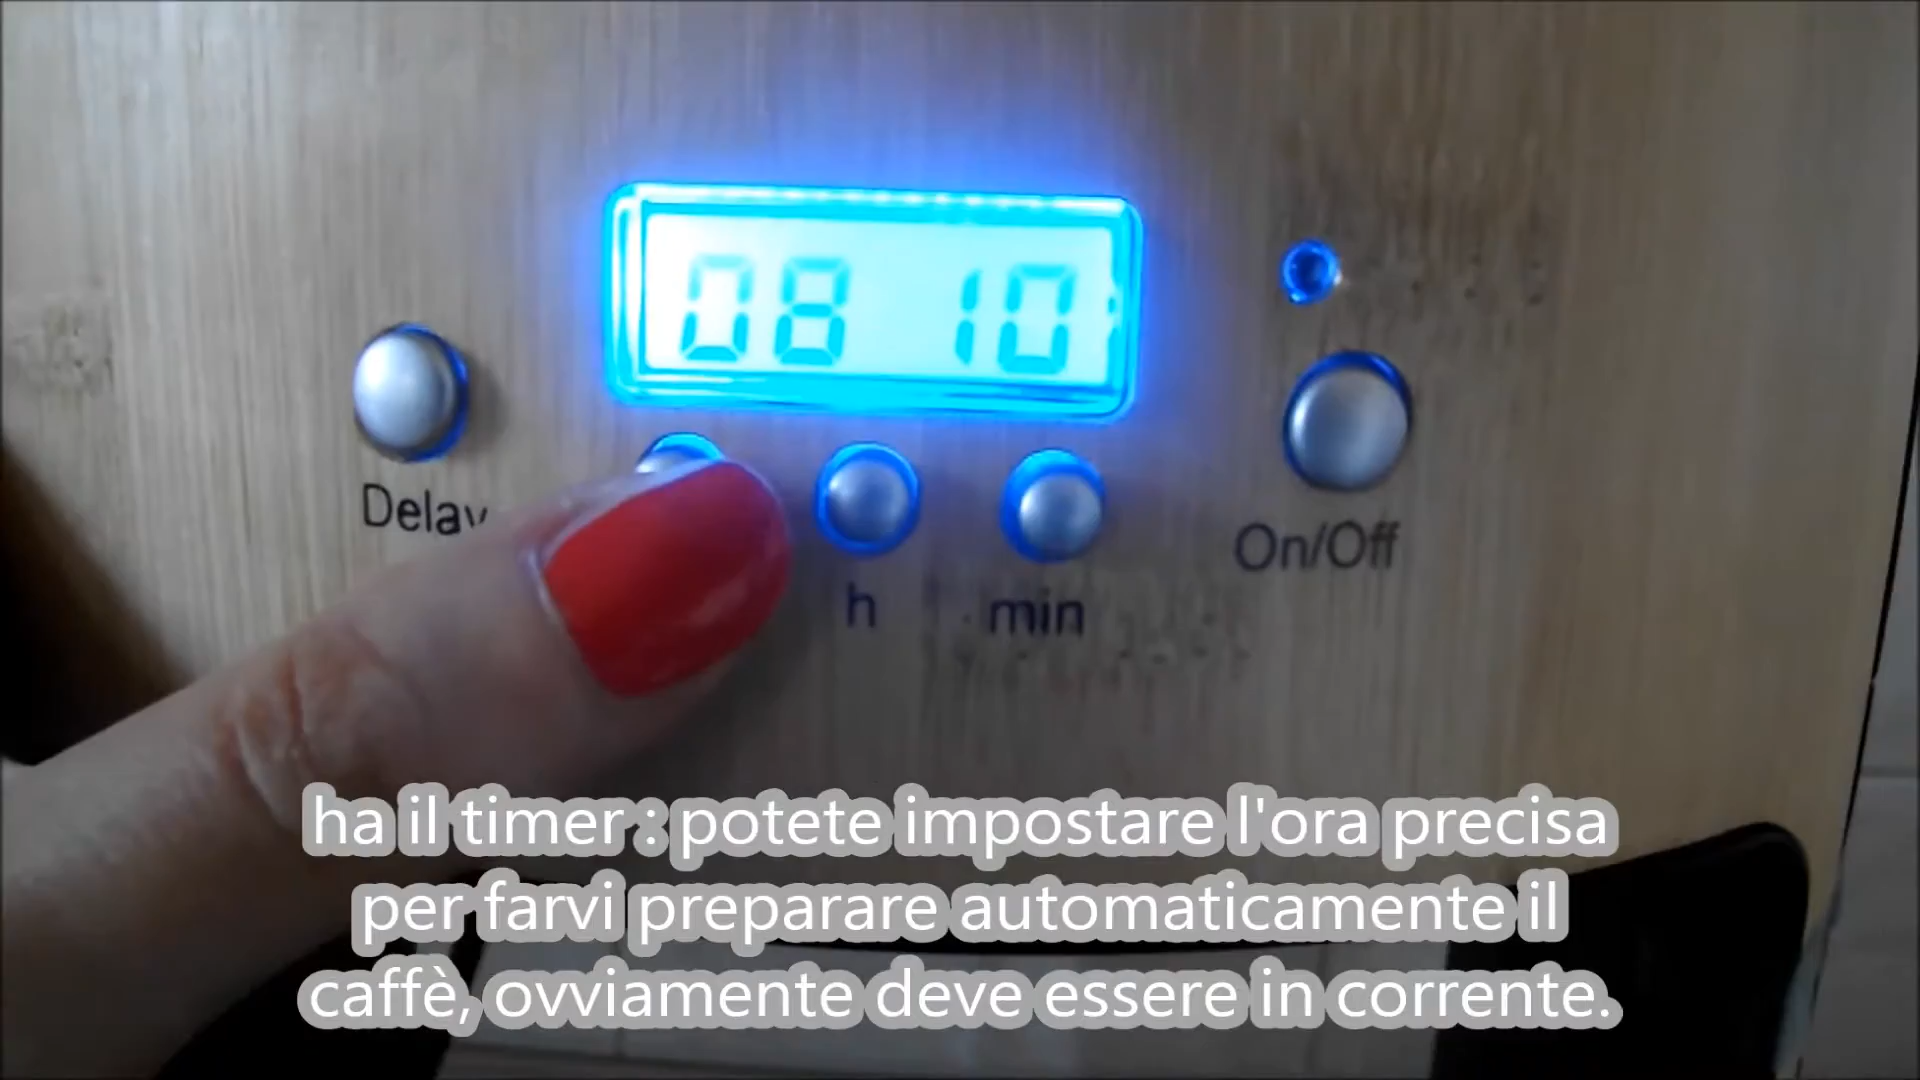 08 10
Delay
h
min
On/Off
ha il timer : potete impostare l'ora precisa
per farvi preparare automaticamente il
caffè, ovviamente deve essere in corrente.